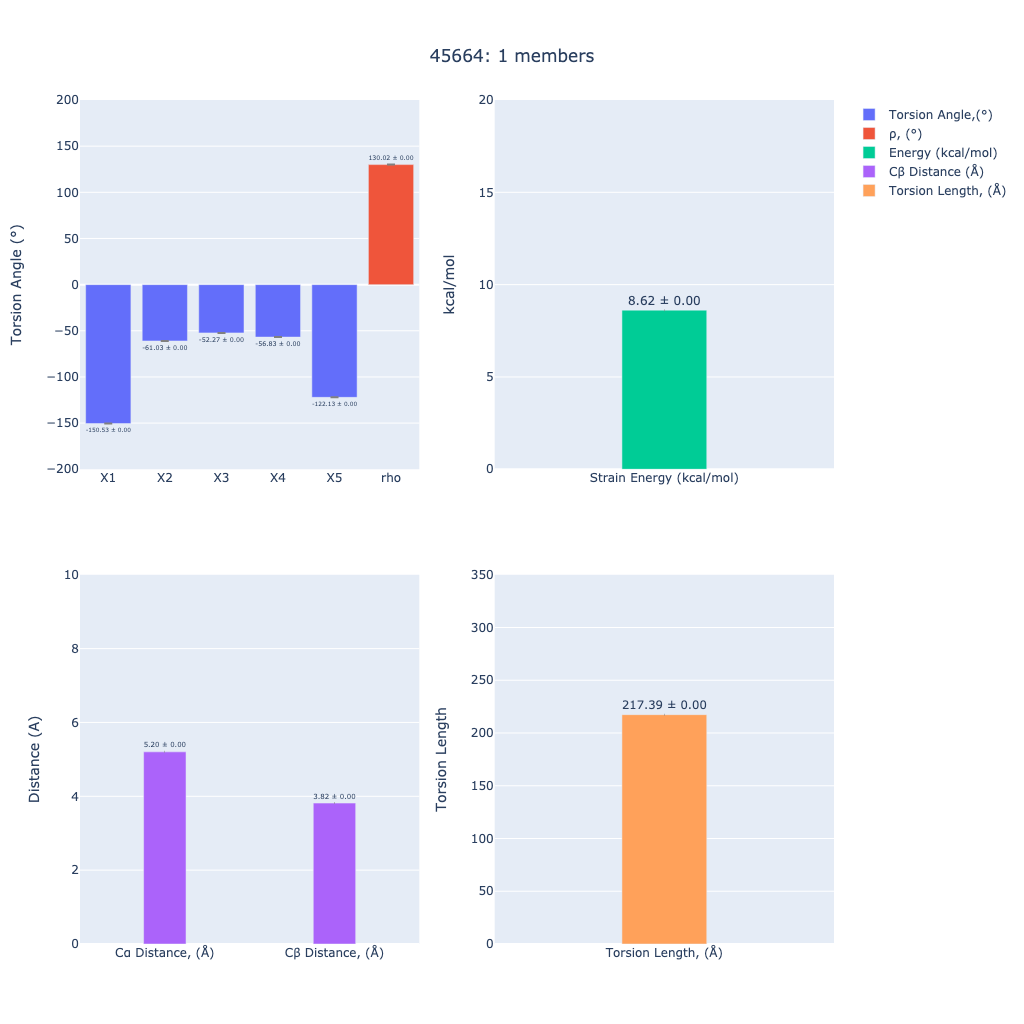 45664: 1 members
Torsion Angle (°)
200
150
100
50
0
−50
−100
−150
−200
-150.53 ± 0.00
-61.03 ± 0.00
-52.27 ± 0.00
-56.83 ± 0.00
-122.13 ± 0.00
130.02 ± 0.00
X1 X2 X3 X4 X5 rho
kcal/mol
20
15
10
5
0
8.62 ± 0.00
Strain Energy (kcal/mol)
Torsion Angle,(°)
ρ, (°)
Energy (kcal/mol)
Cβ Distance (Å)
Torsion Length, (Å)
Distance (A)
10
8
6
4
2
0
5.20 ± 0.00
3.82 ± 0.00
Cα Distance, (Å) Cβ Distance, (Å)
Torsion Length
350
300
250
200
150
100
50
0
217.39 ± 0.00
Torsion Length, (Å)